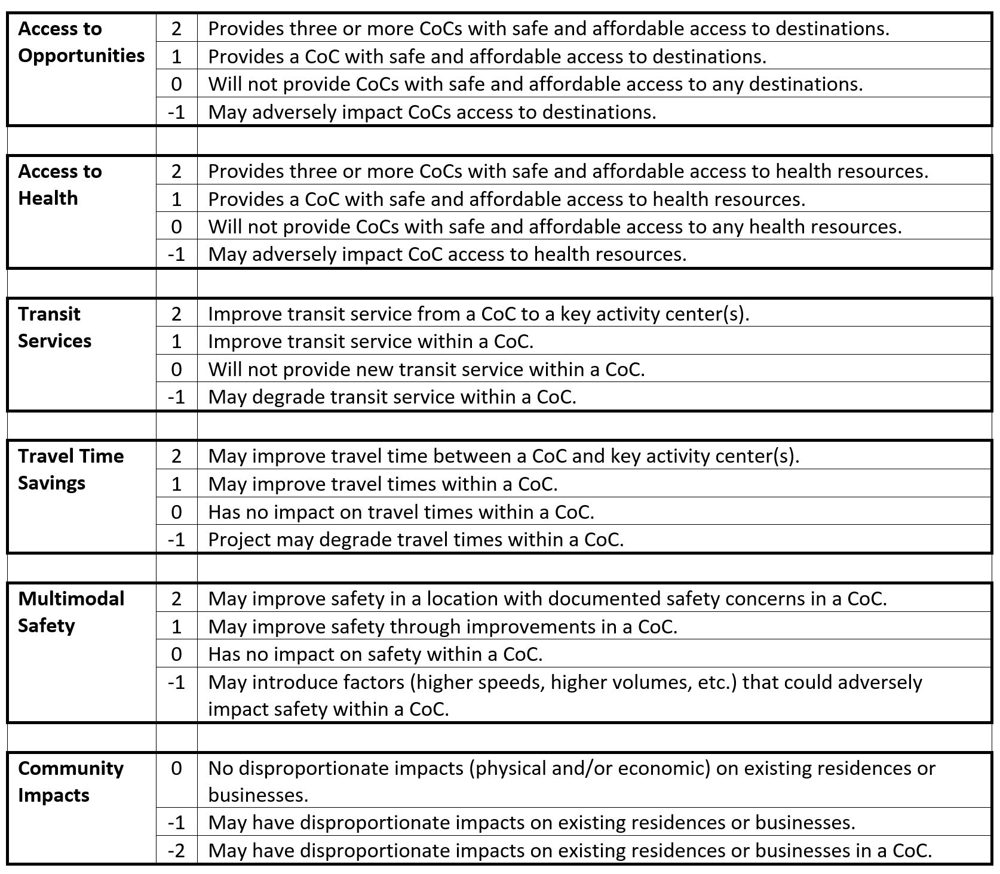 Access to 2 Provides three or more CoCs with safe and affordable access to destinations.
Opportunities 1 Provides a CoC with safe and affordable access to destinations.
0 Will not provide CoCs with safe and affordable access to any destinations.
-1 May adversely impact CoCs access to destinations.
Access to 2 Provides three or more CoCs with safe and affordable access to health resources.
Health 1 Provides a CoC with safe and affordable access to health resources.
0 Will not provide CoCs with safe and affordable access to any health resources.
-1 May adversely impact CoC access to health resources.
Transit 2 Improve transit service from a CoC to a key activity center(s).
Services 1 Improve transit service within a CoC.
0 Will not provide new transit service within a CoC.
-1 May degrade transit service within a CoC.
Travel Time 2 May improve travel time between a CoC and key activity center(s).
Savings 1 May improve travel times within a CoC.
0 Has no impact on travel times within a CoC.
-1 Project may degrade travel times within a CoC.
Multimodal 2 May improve safety in a location with documented safety concerns in a CoC.
Safety 1 May improve safety through improvements in a CoC.
0 Has no impact on safety within a CoC.
-1 May introduce factors (higher speeds, higher volumes, etc.) that could adversely
impact safety within a CoC.
Community 0 No disproportionate impacts (physical and/or economic) on existing residences or
Impacts businesses.
-1 May have disproportionate impacts on existing residences or businesses.
-2 May have disproportionate impacts on existing residences or businesses in a CoC.